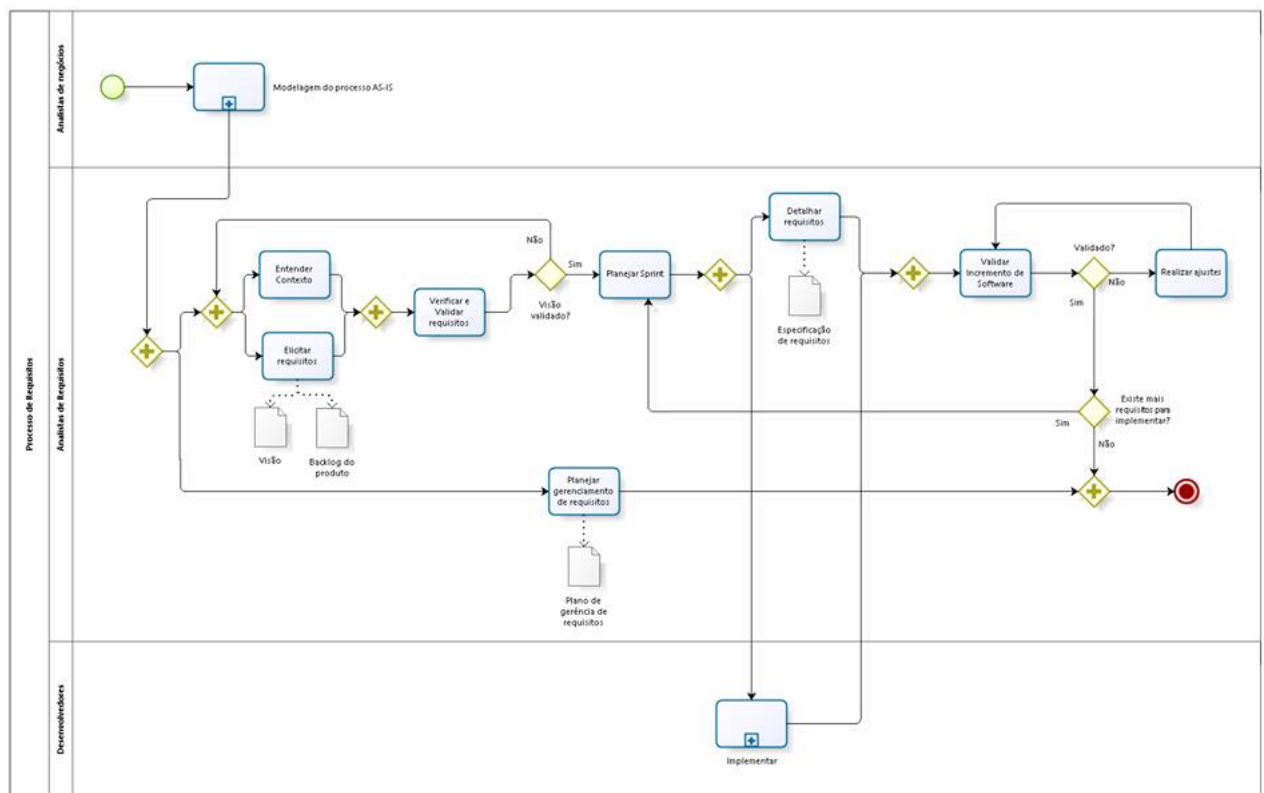 Processo de Requisitos
Analistas de negócios
Modelagem do processo AS-IS
Analistas de Requisitos
Entender
Contexto
Elicitar
requisitos
Visão
Backlog do
produto
Verificar e
Validar
requisitos
Não
Sim
Visão
validado?
Planejar Sprint
Detalhar
requisitos
Especificação
de requisitos
Validar
Incremento de
Software
Validado?
Não
Sim
Realizar ajustes
Existe mais
requisitos para
implementar?
Sim
Não
Planejar
gerenciamento
de requisitos
Plano de
gerência de
requisitos
Desenvolvedores
Implementar